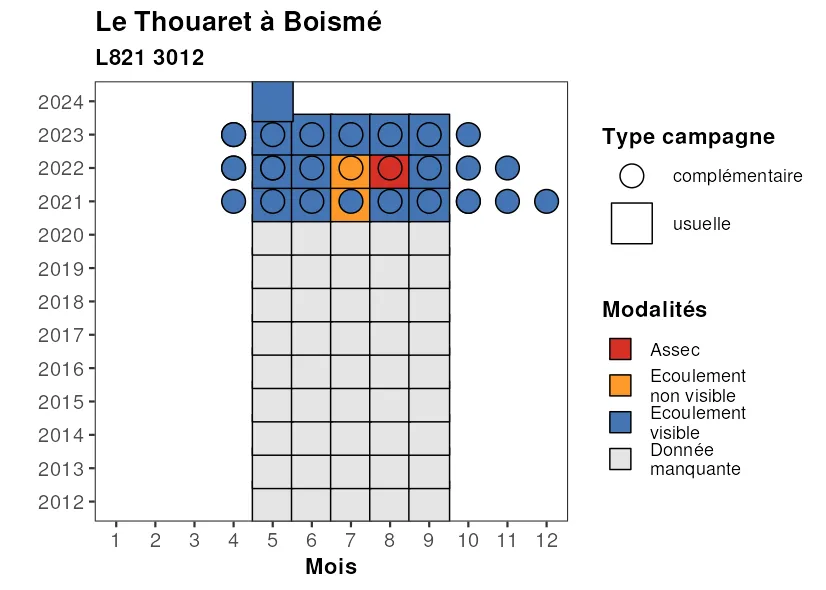 Le Thouaret à Boismé
L821 3012
2024
2023
2022
2021
2020
2019
2018
2017
2016
2015
2014
2013
2012
1 2 3 4 5 6 7 8 9 10 11 12
Mois
Type campagne
complémentaire
usuelle
Modalités
Assec
Ecoulement
non visible
Ecoulement
visible
Donnée
manquante